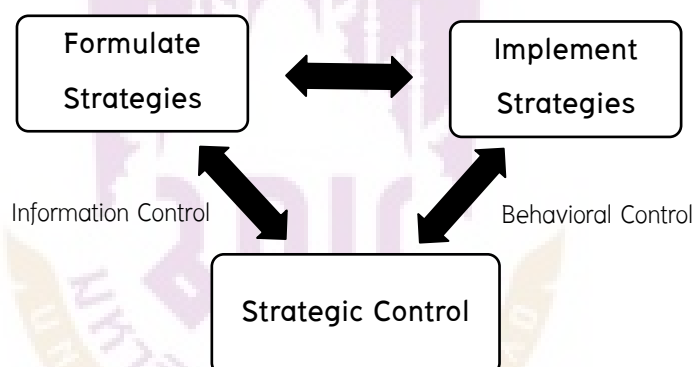 Formulate
Strategies
Implement
Strategies
Information Control
Behavioral Control
Strategic Control